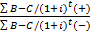 ∑ B−C/(1+i)^t(+)
∑ B−C/(1+i)^t(−)